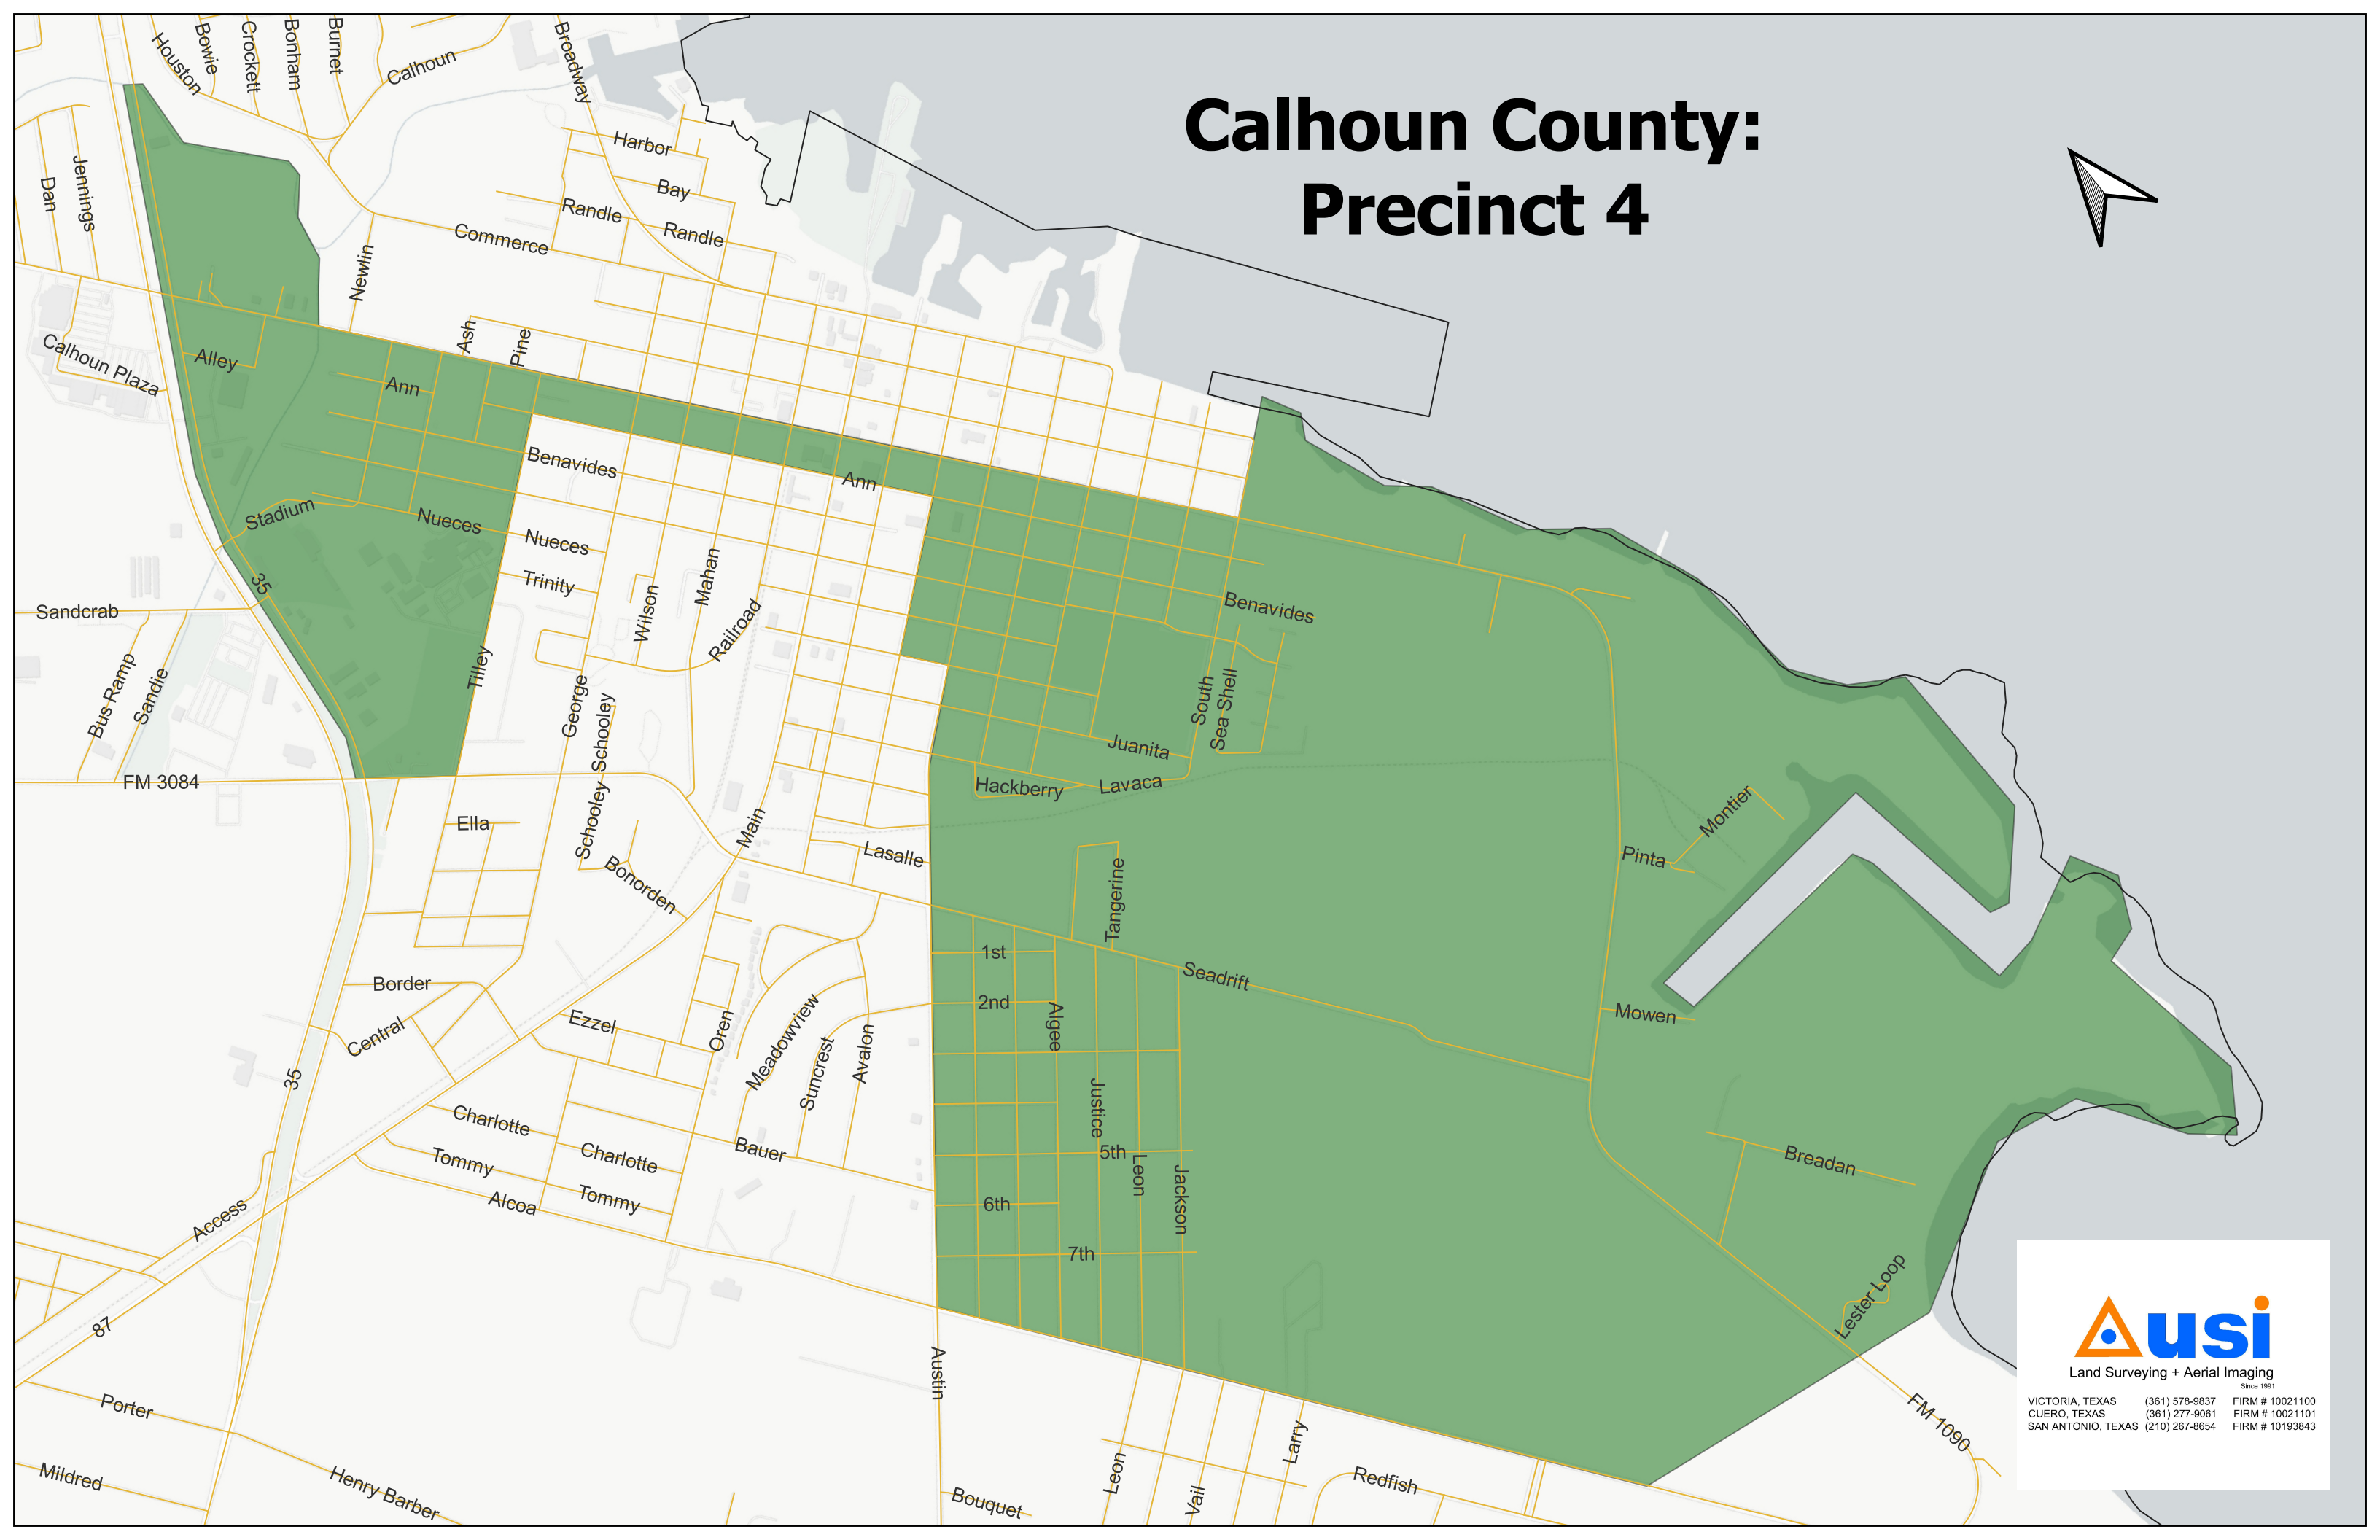 Calhoun County:
Precinct 4
Houston
Bowie
Crockett
Bonham
Burnet
Calhoun
Broadway
Harbor
Bay
Randle
Randle
Commerce
Newlin
Dan
Jennings
Ash
Pine
Calhoun Plaza
Alley
Ann
Ann
Benavides
Benavides
Stadium
Nueces
Nueces
Trinity
35
Sandcrab
Bus Ramp
Sandie
Tilley
Wilson
Mahan
Railroad
George
Schooley
Schooley
South
Sea Shell
Juanita
Hackberry
Lavaca
FM 3084
Ella
Main
Bonorden
Lasalle
Tangerine
Pinta
Montier
1st
2nd
Seadrift
Mowen
Border
Central
Ezzel
Oren
Meadowview
Suncrest
Avalon
Algee
Justice
5th
Leon
Jackson
6th
7th
35
Charlotte
Charlotte
Tommy
Tommy
Alcoa
Bauer
Breadan
Lester Loop
Access
87
Austin
Porter
Mildred
Henry Barber
Bouquet
Leon
Vail
Larry
Redfish
FM 1090
usi
Land Surveying + Aerial Imaging
Since 1991
VICTORIA, TEXAS (361) 578-9837 FIRM # 10021100
CUERO, TEXAS (361) 277-9061 FIRM # 10021101
SAN ANTONIO, TEXAS (210) 267-8654 FIRM # 10193843